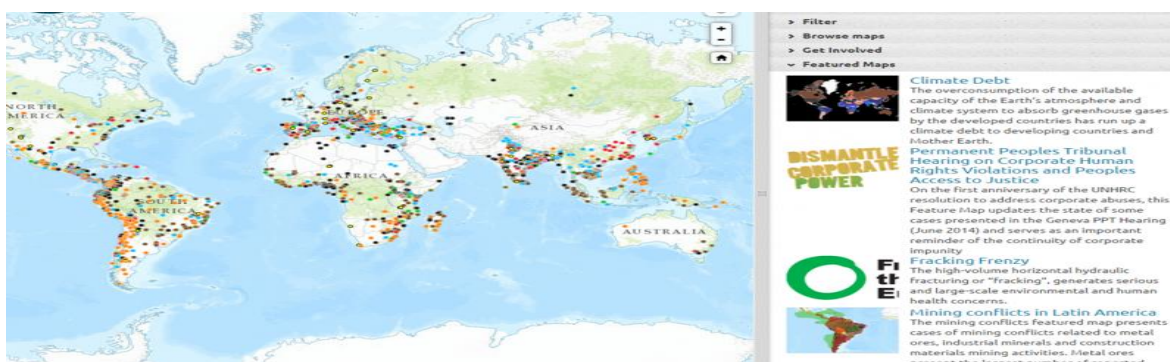 NORTH
AMERICA
EUROPE
ASIA
AFRICA
SOUTH
AMERICA
AUSTRALIA
+
-
> Filter
> Browse maps
> Get Involved
Featured Maps
Climate Debt
The overconsumption of the available
capacity of the Earth's atmosphere and
climate system to absorb greenhouse gases
by the developed countries has run up a
climate debt to developing countries and
Mother Earth.
DISMANTLE
CORPORATE
POWER
Permanent Peoples Tribunal
Hearing on Corporate Human
Rights Violations and Peoples
Access to Justice
On the first anniversary of the UNHRC
resolution to address corporate abuses, this
Feature Map updates the state of some
cases presented in the Geneva PPT Hearing
(June 2014) and serves as an important
reminder of the continuity of corporate
impunity
Fracking Frenzy
The high-volume horizontal hydraulic
fracturing or "fracking", generates serious
and large-scale environmental and human
health concerns.
Mining conflicts in Latin America
The mining conflicts featured map presents
cases of mining conflicts related to metal
ores, industrial minerals and construction
materials mining activities. Metal ores